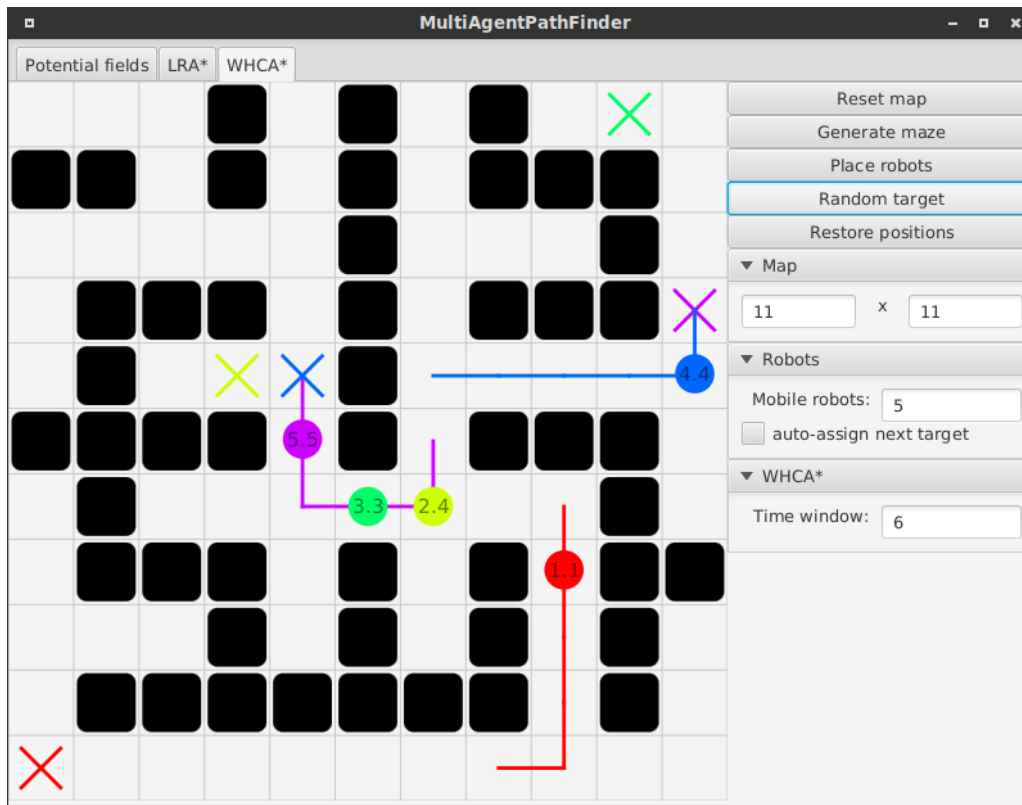 MultiAgentPathFinder
Potential fields LRA* WHCA*
Reset map
Generate maze
Place robots
Random target
Restore positions
Map
11 x 11
Robots
Mobile robots: 5
auto-assign next target
WHCA*
Time window: 6
4.4
5.5
3.3 2.4
1.1